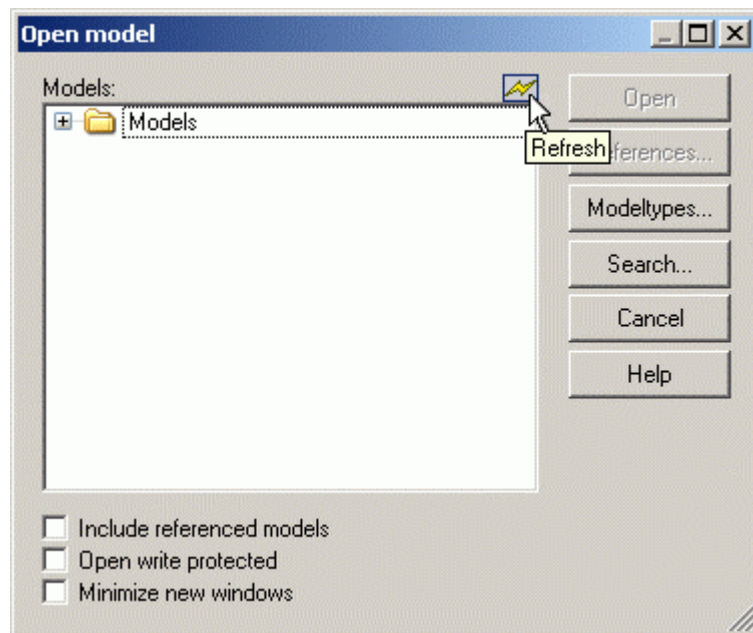 Open model
Models:
Models
Refresh
Open
eferences...
Modeltypes...
Search...
Cancel
Help
Include referenced models
Open write protected
Minimize new windows